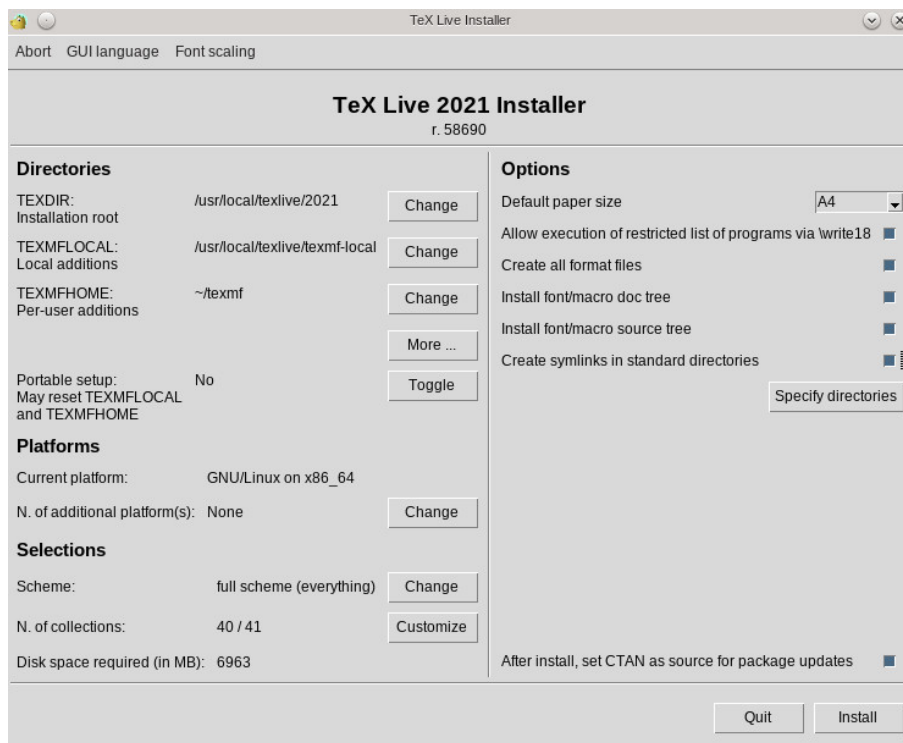 TeX Live Installer
Abort GUI language Font scaling
TeX Live 2021 Installer
r. 58690
Directories
TEXDIR: /usr/local/texlive/2021 Change
Installation root
TEXMFLOCAL: /usr/local/texlive/texmf-local Change
Local additions
TEXMFHOME: ~/texmf Change
Per-user additions
More ...
Portable setup: No Toggle
May reset TEXMFLOCAL
and TEXMFHOME
Platforms
Current platform: GNU/Linux on x86_64
N. of additional platform(s): None Change
Selections
Scheme: full scheme (everything) Change
N. of collections: 40 / 41 Customize
Disk space required (in MB): 6963
Options
Default paper size A4
Allow execution of restricted list of programs via \write18
Create all format files
Install font/macro doc tree
Install font/macro source tree
Create symlinks in standard directories
Specify directories
After install, set CTAN as source for package updates
Quit Install